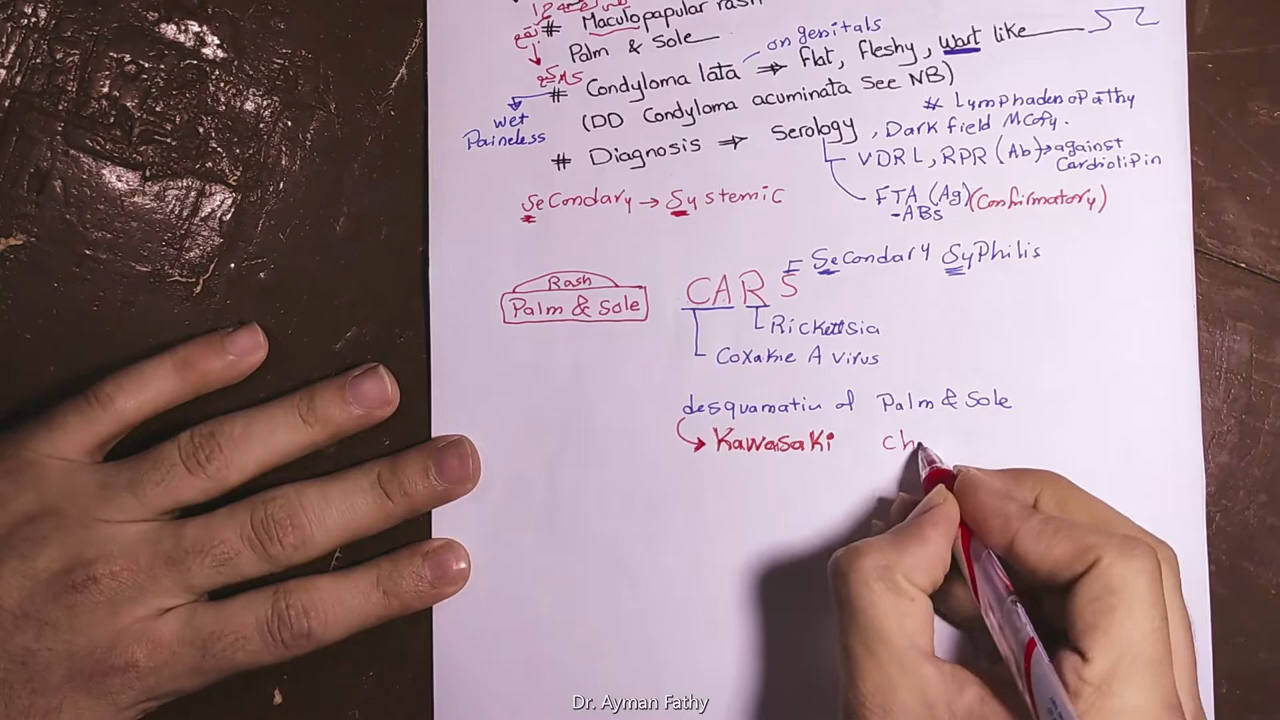 # Maculopapular rash
Palm & Sole
on genitals
# Condyloma lata ⇒ flat, fleshy, wart like
wet
Painless
(DD Condyloma acuminata See NB)
* Lymphadenopathy
# Diagnosis ⇒ Serology, Dark field Mcopy.
VDRL, RPR (Ab) → against Cardiolipin
FTA (Ag) (Confirmatory)
-ABS
Secondary → Systemic
Secondary Syphilis
Rash
Palm & Sole
CARS
Rickettsia
Coxakie A virus
desquamatiu of Palm & Sole
Kawasaki ch
Dr. Ayman Fathy